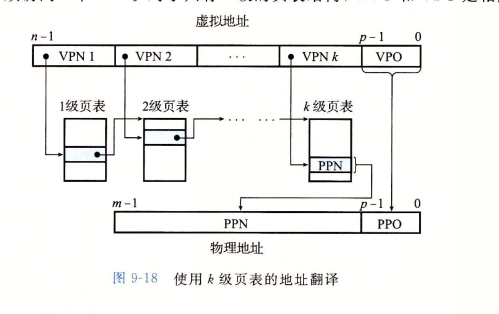 虚拟地址
n-1 p-1 0
VPN 1 VPN 2 ... VPN k VPO
1级页表 2级页表 k 级页表
... ...
PPN
m-1 p-1 0
PPN PPO
物理地址
图 9-18 使用 k 级页表的地址翻译